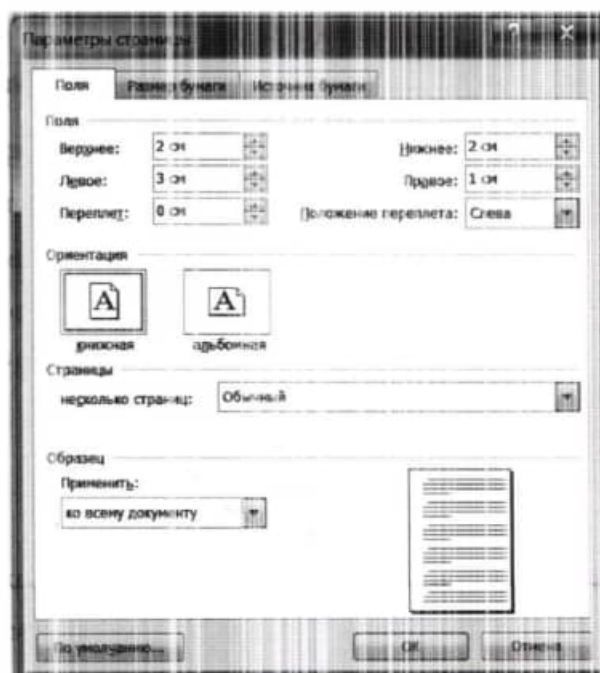 Параметры страницы
Поля Размер бумаги Источник бумаги
Поля
Верхнее: 2 см Нижнее: 2 см
Левое: 3 см Правое: 1 см
Переплет: 0 см Положение переплета: Слева
Ориентация
A A
книжная альбомная
Страницы
несколько страниц: Обычный
Образец
Применить:
ко всему документу
По умолчанию... ОК Отмена